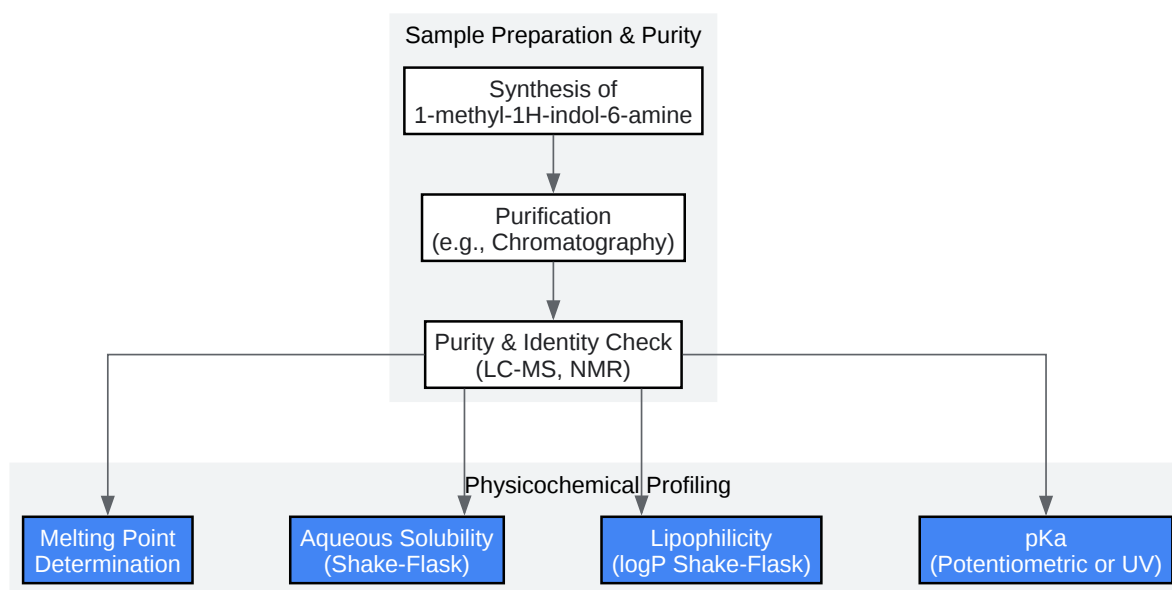 Sample Preparation & Purity
Synthesis of
1-methyl-1H-indol-6-amine
Purification
(e.g., Chromatography)
Purity & Identity Check
(LC-MS, NMR)
Physicochemical Profiling
Melting Point
Determination
Aqueous Solubility
(Shake-Flask)
Lipophilicity
(logP Shake-Flask)
pKa
(Potentiometric or UV)